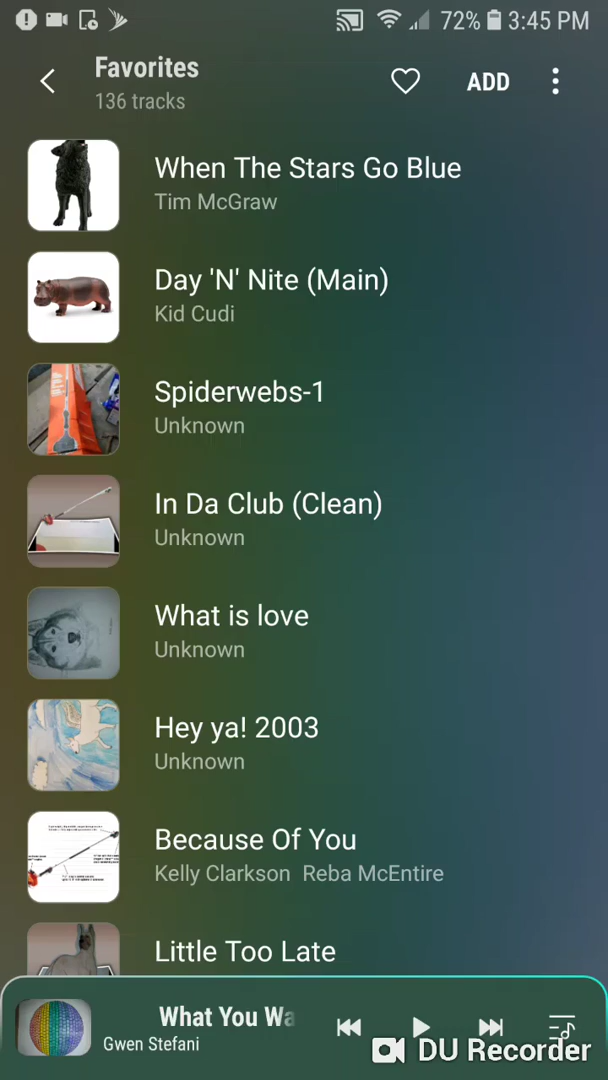 72% 3:45 PM
Favorites
136 tracks
ADD
When The Stars Go Blue
Tim McGraw
Day 'N' Nite (Main)
Kid Cudi
Spiderwebs-1
Unknown
In Da Club (Clean)
Unknown
What is love
Unknown
Hey ya! 2003
Unknown
Because Of You
Kelly Clarkson Reba McEntire
Little Too Late
What You Wa
Gwen Stefani
DU Recorder